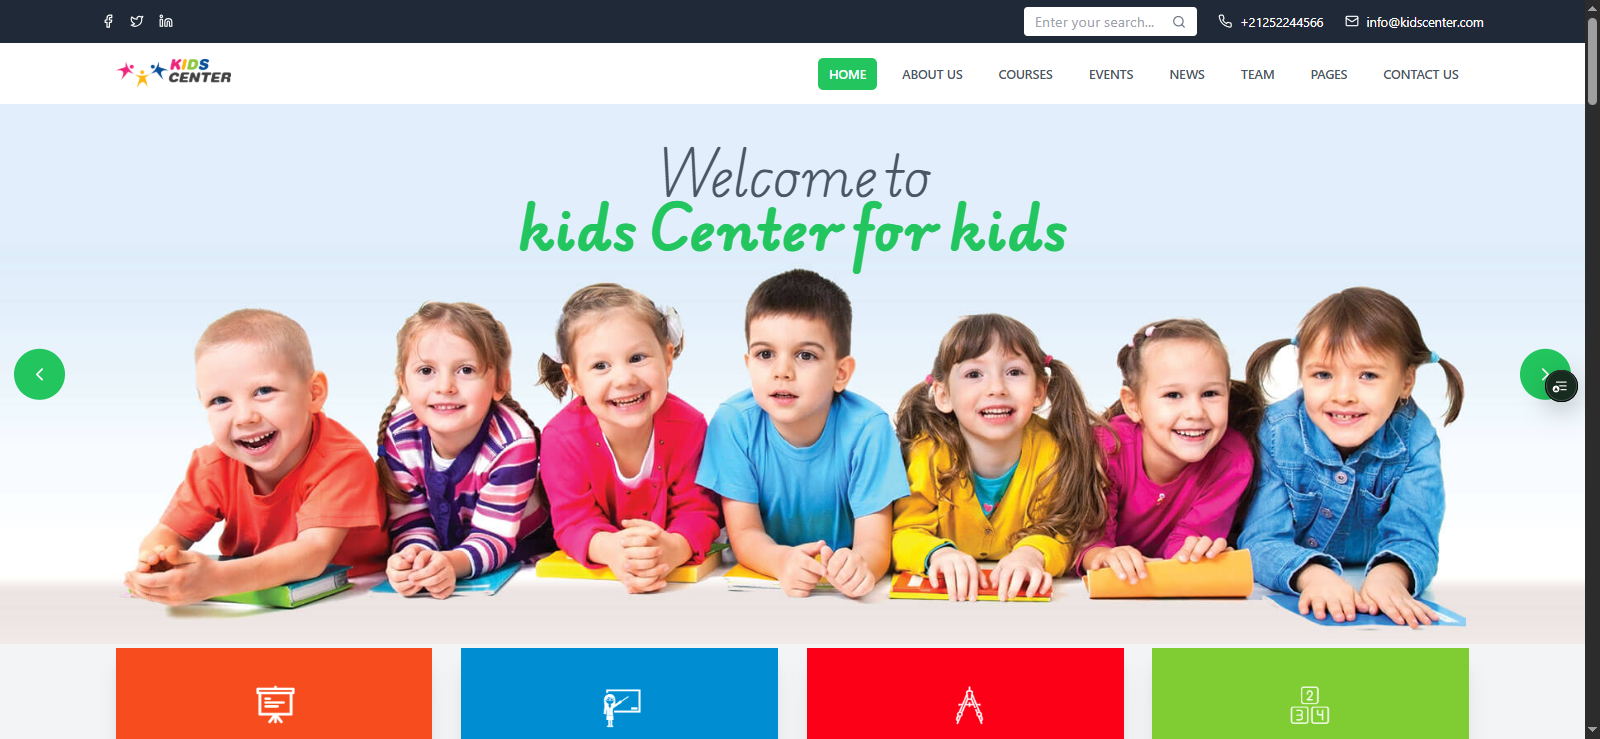 Enter your search...
+21252244566
info@kidscenter.com
KIDS
CENTER
HOME
ABOUT US
COURSES
EVENTS
NEWS
TEAM
PAGES
CONTACT US
Welcome to
kids Center for kids
2
3 4